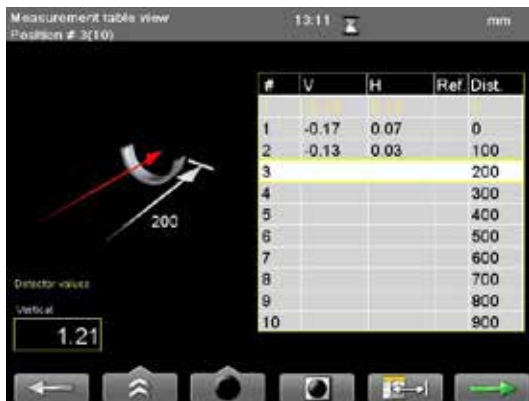 Measurement table view
Position # 3(10)
13:11
mm
# V H Ref. Dist.
1 -0.17 0.07 0
2 -0.13 0.03 100
3 200
4 300
5 400
6 500
7 600
8 700
9 800
10 900
200
Detector values
Vertical
1.21